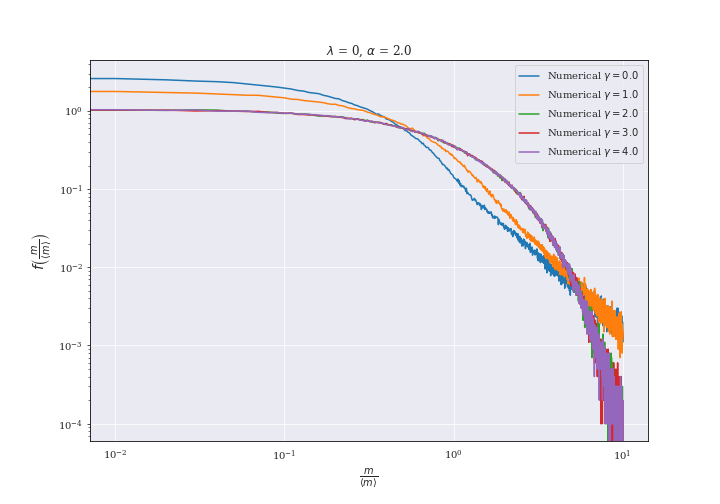 λ = 0, α = 2.0
Numerical γ = 0.0
Numerical γ = 1.0
Numerical γ = 2.0
Numerical γ = 3.0
Numerical γ = 4.0
f(m/⟨m⟩)
10⁰
10⁻¹
10⁻²
10⁻³
10⁻⁴
10⁻² 10⁻¹ 10⁰ 10¹
m/⟨m⟩